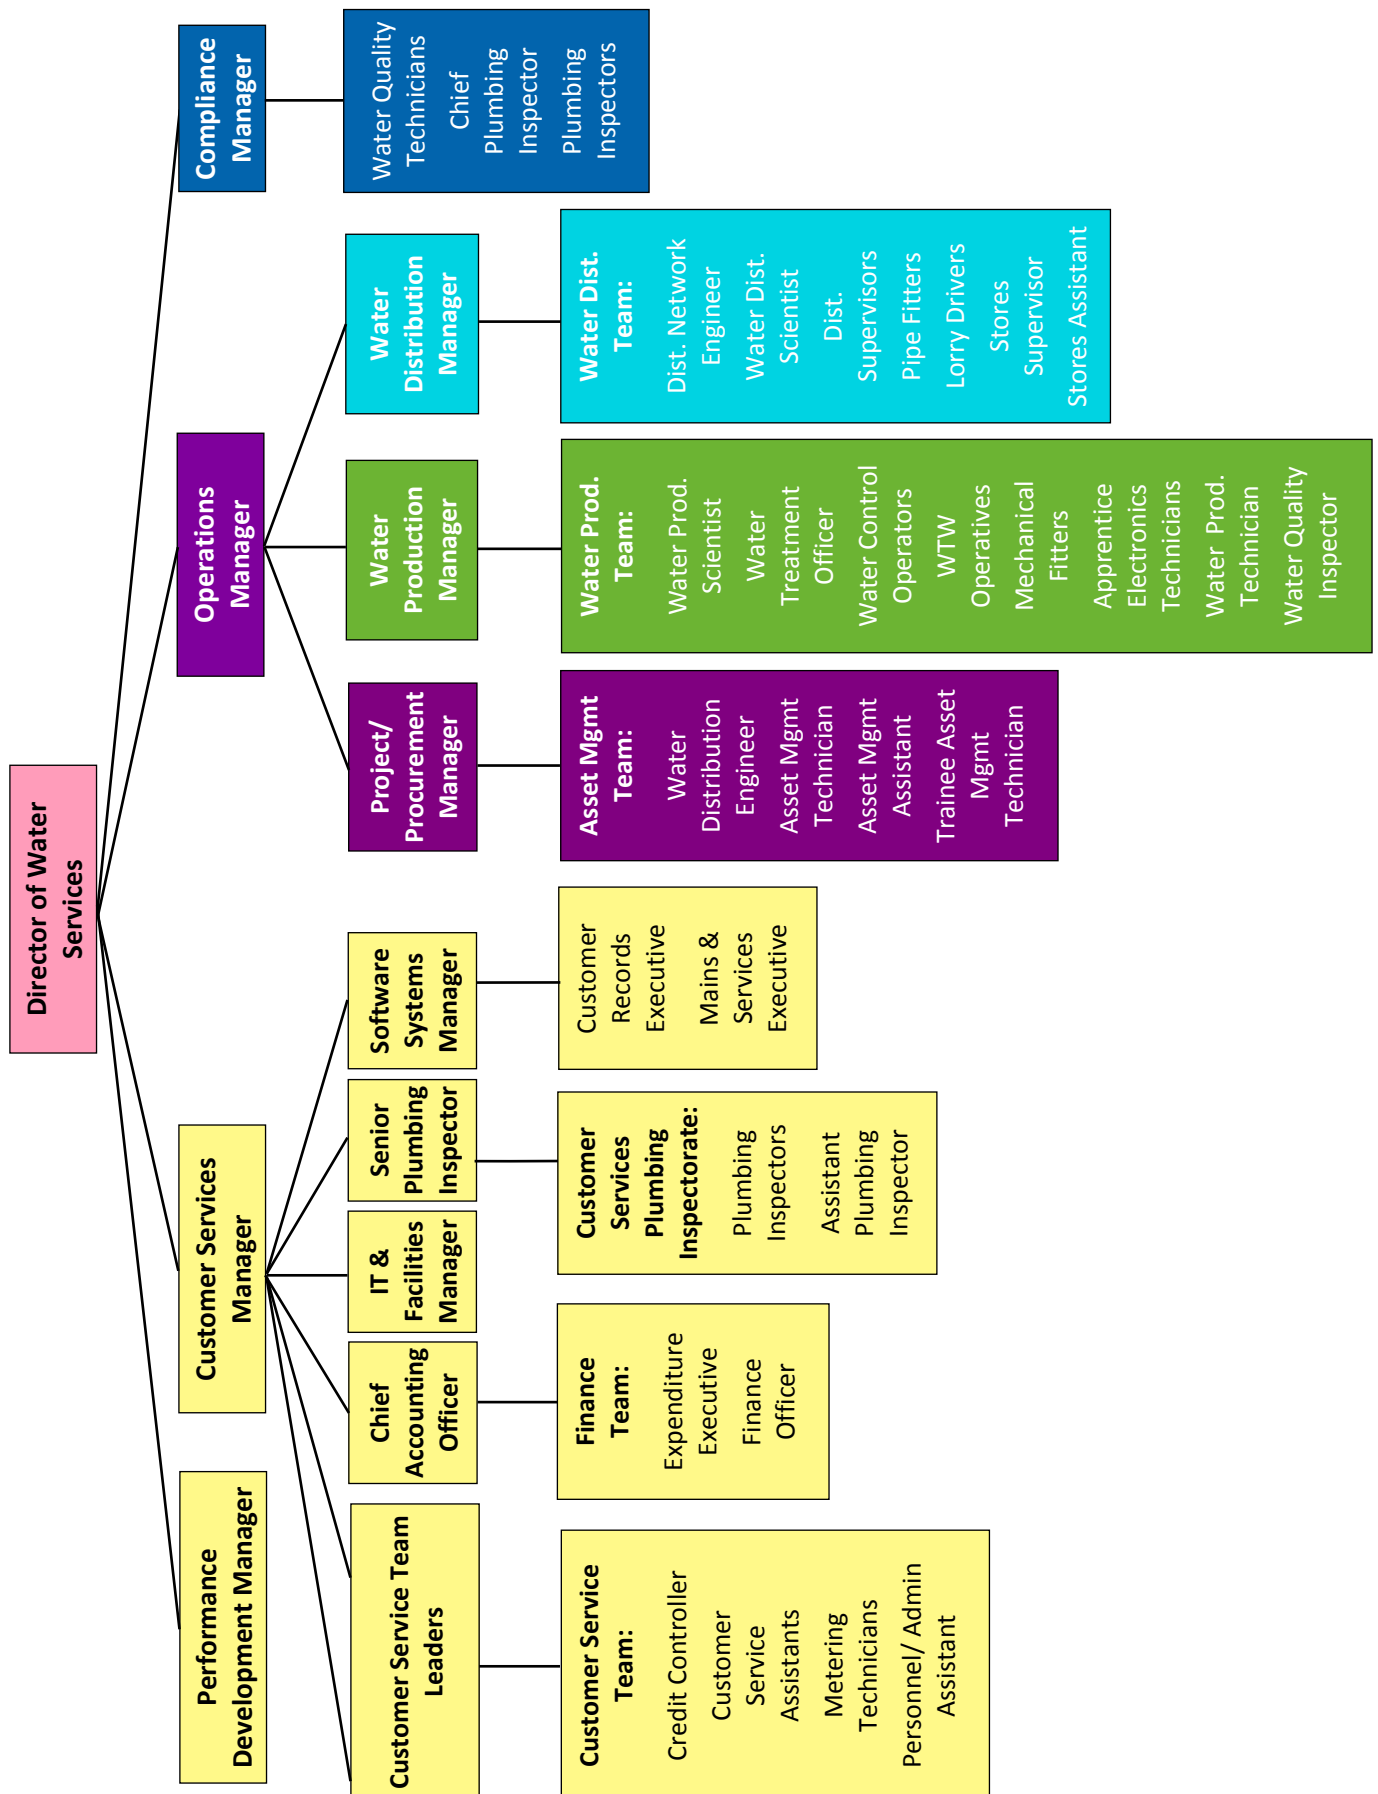 Director of Water
Services
Performance
Development Manager
Customer Services
Manager
Operations
Manager
Compliance
Manager
Customer Service Team
Leaders
Chief
Accounting
Officer
IT &
Facilities
Manager
Senior
Plumbing
Inspector
Software
Systems
Manager
Project/
Procurement
Manager
Water
Production
Manager
Water
Distribution
Manager
Water Quality
Technicians
Chief
Plumbing
Inspector
Plumbing
Inspectors
Customer Service
Team:
Credit Controller
Customer
Service
Assistants
Metering
Technicians
Personnel/ Admin
Assistant
Finance
Team:
Expenditure
Executive
Finance
Officer
Customer
Services
Plumbing
Inspectorate:
Plumbing
Inspectors
Assistant
Plumbing
Inspector
Customer
Records
Executive
Mains &
Services
Executive
Asset Mgmt
Team:
Water
Distribution
Engineer
Asset Mgmt
Technician
Asset Mgmt
Assistant
Trainee Asset
Mgmt
Technician
Water Prod.
Team:
Water Prod.
Scientist
Water
Treatment
Officer
Water Control
Operators
WTW
Operatives
Mechanical
Fitters
Apprentice
Electronics
Technicians
Water Prod.
Technician
Water Quality
Inspector
Water Dist.
Team:
Dist. Network
Engineer
Water Dist.
Scientist
Dist.
Supervisors
Pipe Fitters
Lorry Drivers
Stores
Supervisor
Stores Assistant